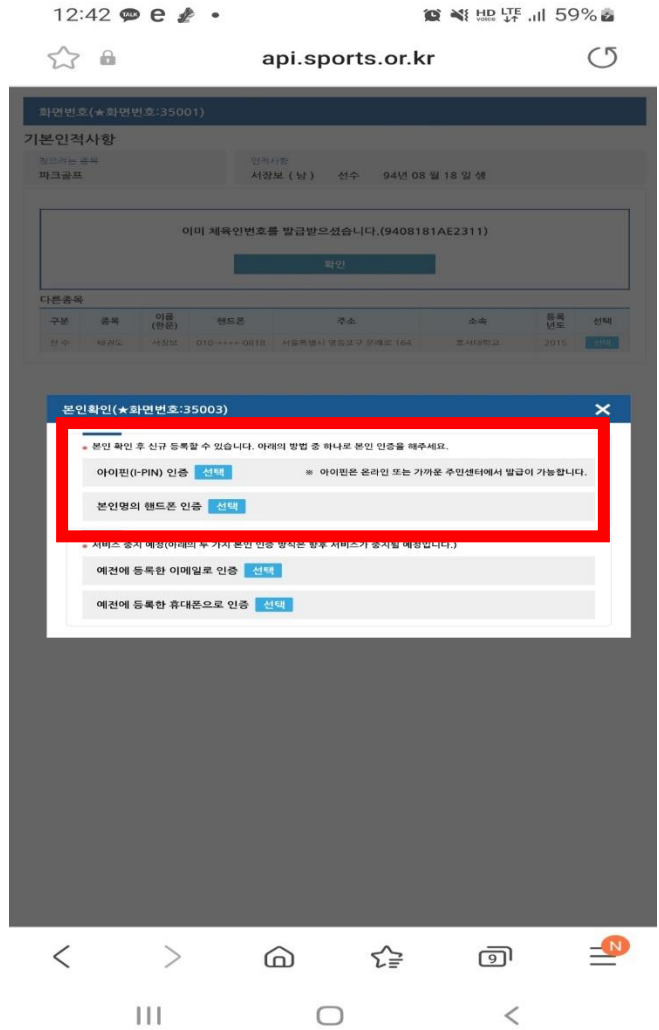 12:42 TALK e HD voice LTE 59%
api.sports.or.kr
화면번호(★화면번호:35001)
기본인적사항
찾으려는 종목 인적사항
파크골프 서장보 ( 남 ) 선수 94년 08 월 18 일 생
이미 체육인번호를 발급받으셨습니다.(9408181AE2311)
확인
다른종목
구분 종목 이름(한문) 핸드폰 주소 소속 등록년도 선택
선수 태권도 서장보 010-****-0818 서울특별시 영등포구 문래로 164 호서대학교 2015 선택
본인확인(★화면번호:35003)
본인 확인 후 신규 등록할 수 있습니다. 아래의 방법 중 하나로 본인 인증을 해주세요.
아이핀(I-PIN) 인증 선택 ※ 아이핀은 온라인 또는 가까운 주민센터에서 발급이 가능합니다.
본인명의 핸드폰 인증 선택
서비스 중지 예정(아래의 두 가지 본인 인증 방식은 향후 서비스가 중지될 예정입니다.)
예전에 등록한 이메일로 인증 선택
예전에 등록한 휴대폰으로 인증 선택
9 N